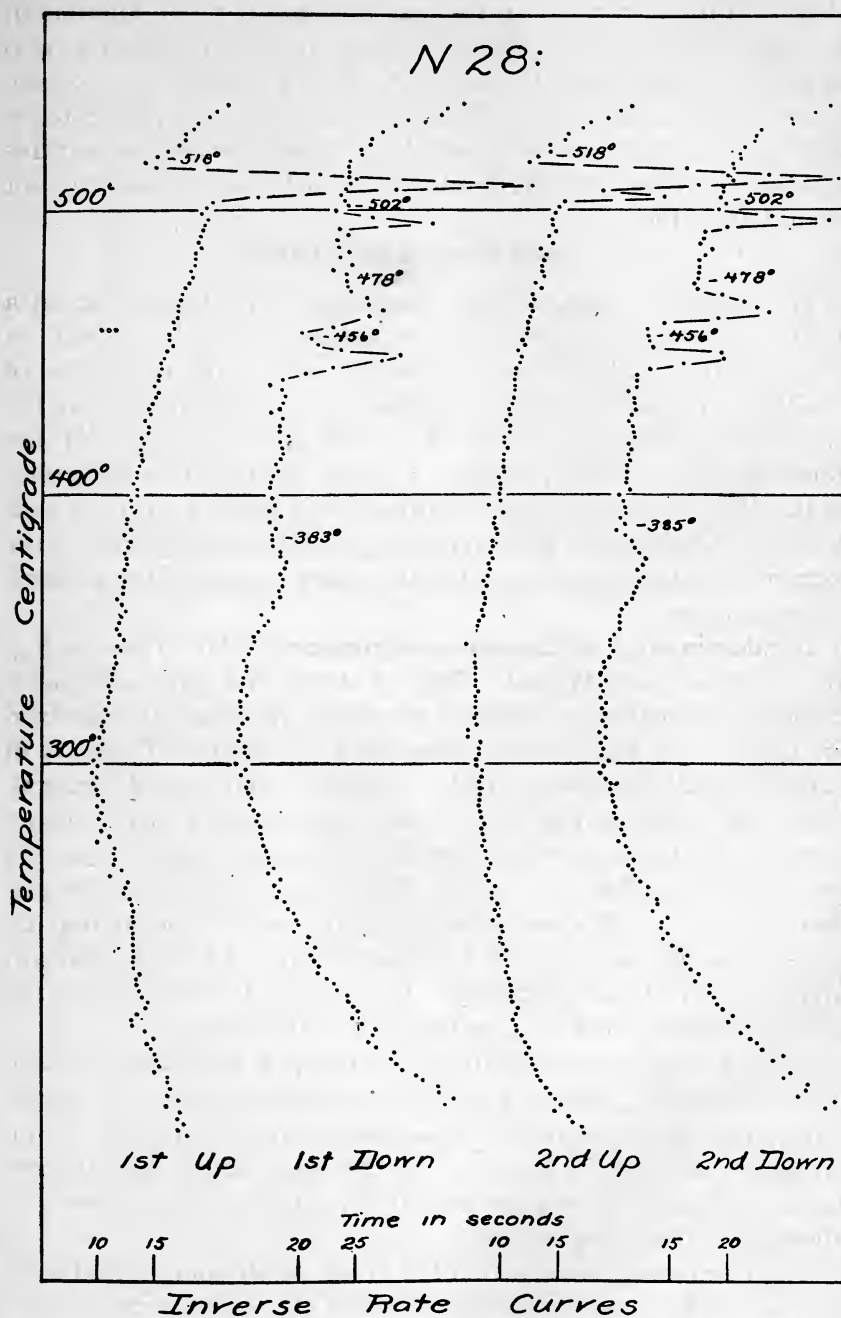 N 28:
-518° -518°
500° -502° -502°
478° -478°
-456° -456°
Temperature Centigrade
400°
-383° -385°
300°
1st Up 1st Down 2nd Up 2nd Down
Time in seconds
10 15 20 25 10 15 15 20
Inverse Rate Curves